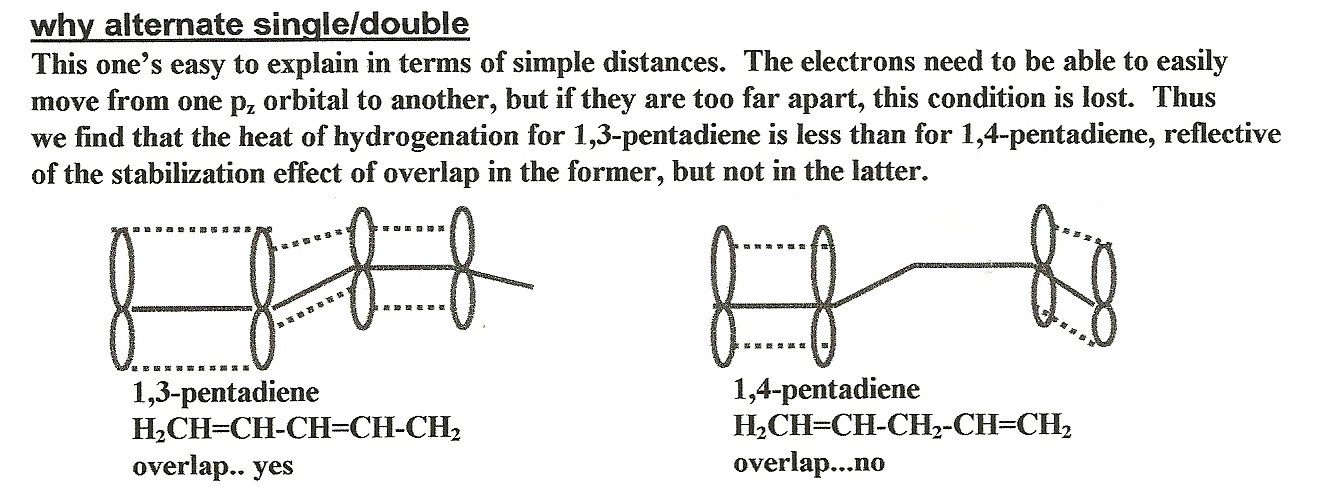 why alternate single/double
This one's easy to explain in terms of simple distances.  The electrons need to be able to easily
move from one pz orbital to another, but if they are too far apart, this condition is lost.  Thus
we find that the heat of hydrogenation for 1,3-pentadiene is less than for 1,4-pentadiene, reflective
of the stabilization effect of overlap in the former, but not in the latter.
1,3-pentadiene
H₂CH=CH-CH=CH-CH₂
overlap.. yes
1,4-pentadiene
H₂CH=CH-CH₂-CH=CH₂
overlap...no